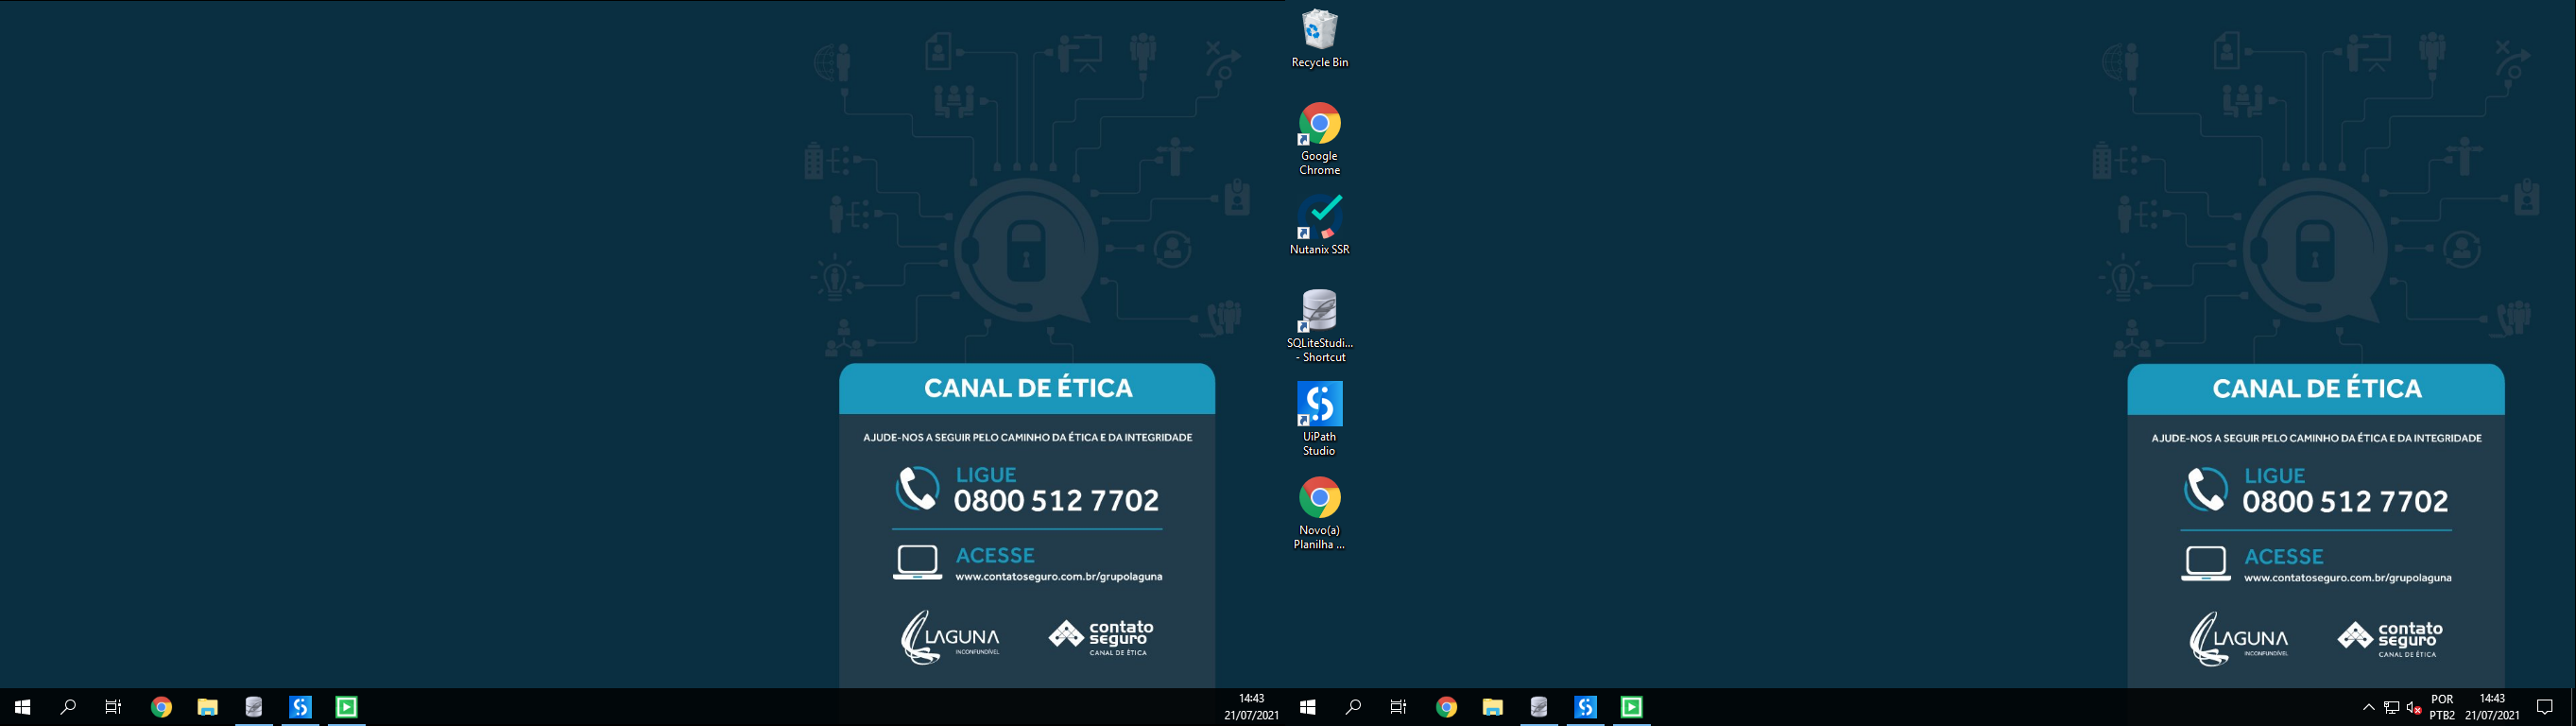 CANAL DE ÉTICA
AJUDE-NOS A SEGUIR PELO CAMINHO DA ÉTICA E DA INTEGRIDADE
LIGUE
0800 512 7702
ACESSE
www.contatoseguro.com.br/grupolaguna
LAGUNA
INCONFUNDÍVEL
contato
seguro
CANAL DE ÉTICA
14:43
21/07/2021
Recycle Bin
Google
Chrome
Nutanix SSR
SQLiteStudi...
- Shortcut
UiPath
Studio
Novo(a)
Planilha ...
CANAL DE ÉTICA
AJUDE-NOS A SEGUIR PELO CAMINHO DA ÉTICA E DA INTEGRIDADE
LIGUE
0800 512 7702
ACESSE
www.contatoseguro.com.br/grupolaguna
LAGUNA
INCONFUNDÍVEL
contato
seguro
CANAL DE ÉTICA
POR
PTB2
14:43
21/07/2021